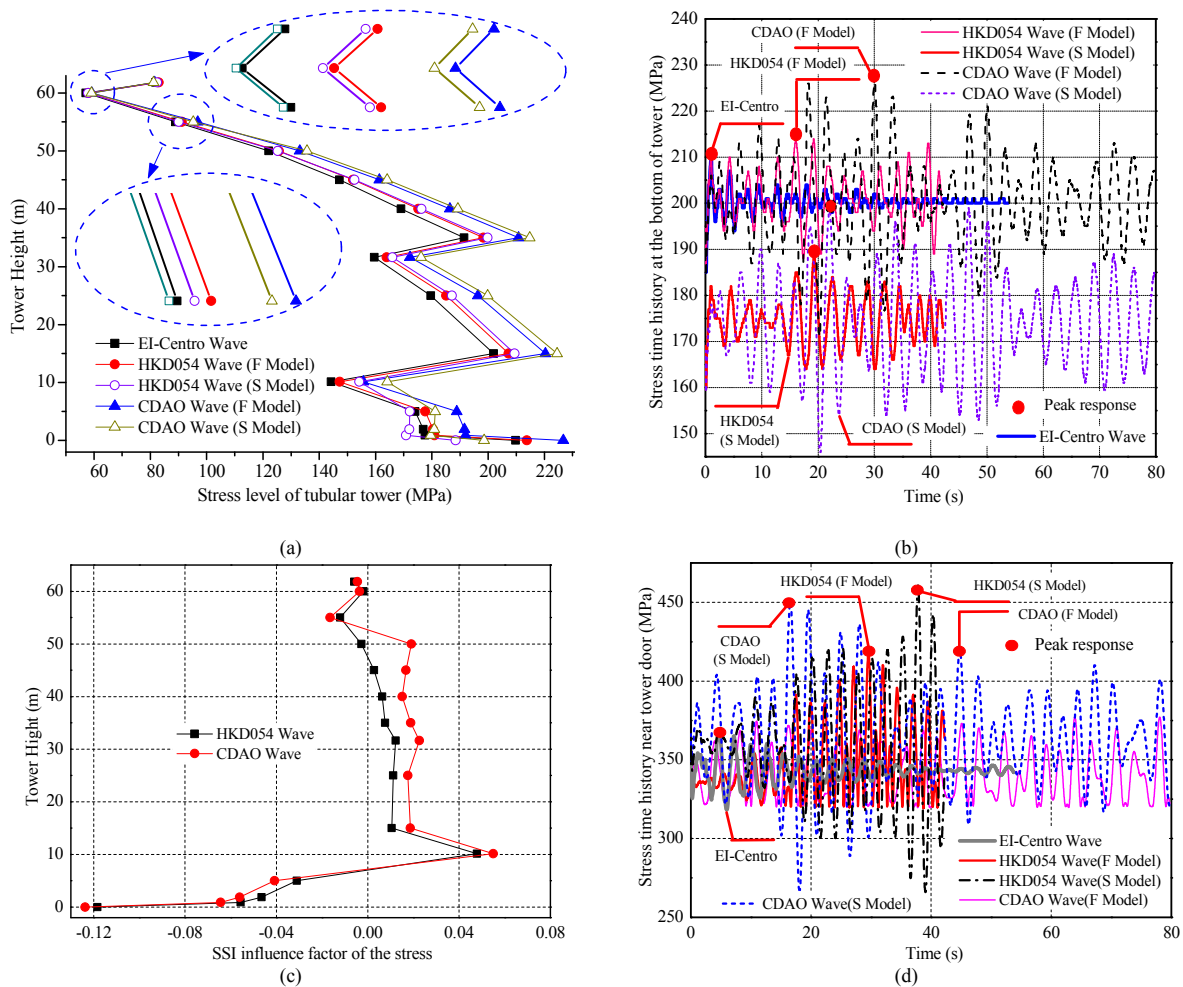 Tower Height (m)
60
50
40
30
20
10
0
60
80
100
120
140
160
180
200
220
Stress level of tubular tower (MPa)
EI-Centro Wave
HKD054 Wave (F Model)
HKD054 Wave (S Model)
CDAO Wave (F Model)
CDAO Wave (S Model)
(a)
Stress time history at the bottom of tower (MPa)
240
230
220
210
200
190
180
170
160
150
0
10
20
30
40
50
60
70
80
Time (s)
CDAO (F Model)
HKD054 (F Model)
EI-Centro
HKD054 Wave (F Model)
HKD054 Wave (S Model)
CDAO Wave (F Model)
CDAO Wave (S Model)
HKD054
(S Model)
CDAO (S Model)
Peak response
EI-Centro Wave
(b)
Tower Hight (m)
60
50
40
30
20
10
0
-0.12
-0.08
-0.04
0.00
0.04
0.08
SSI influence factor of the stress
HKD054 Wave
CDAO Wave
(c)
Stress time history near tower door (MPa)
450
400
350
300
250
0
20
40
60
80
Time (s)
HKD054 (F Model)
HKD054 (S Model)
CDAO
(S Model)
CDAO
(F Model)
Peak response
EI-Centro
EI-Centro Wave
HKD054 Wave(F Model)
HKD054 Wave(S Model)
CDAO Wave(F Model)
CDAO Wave(S Model)
(d)